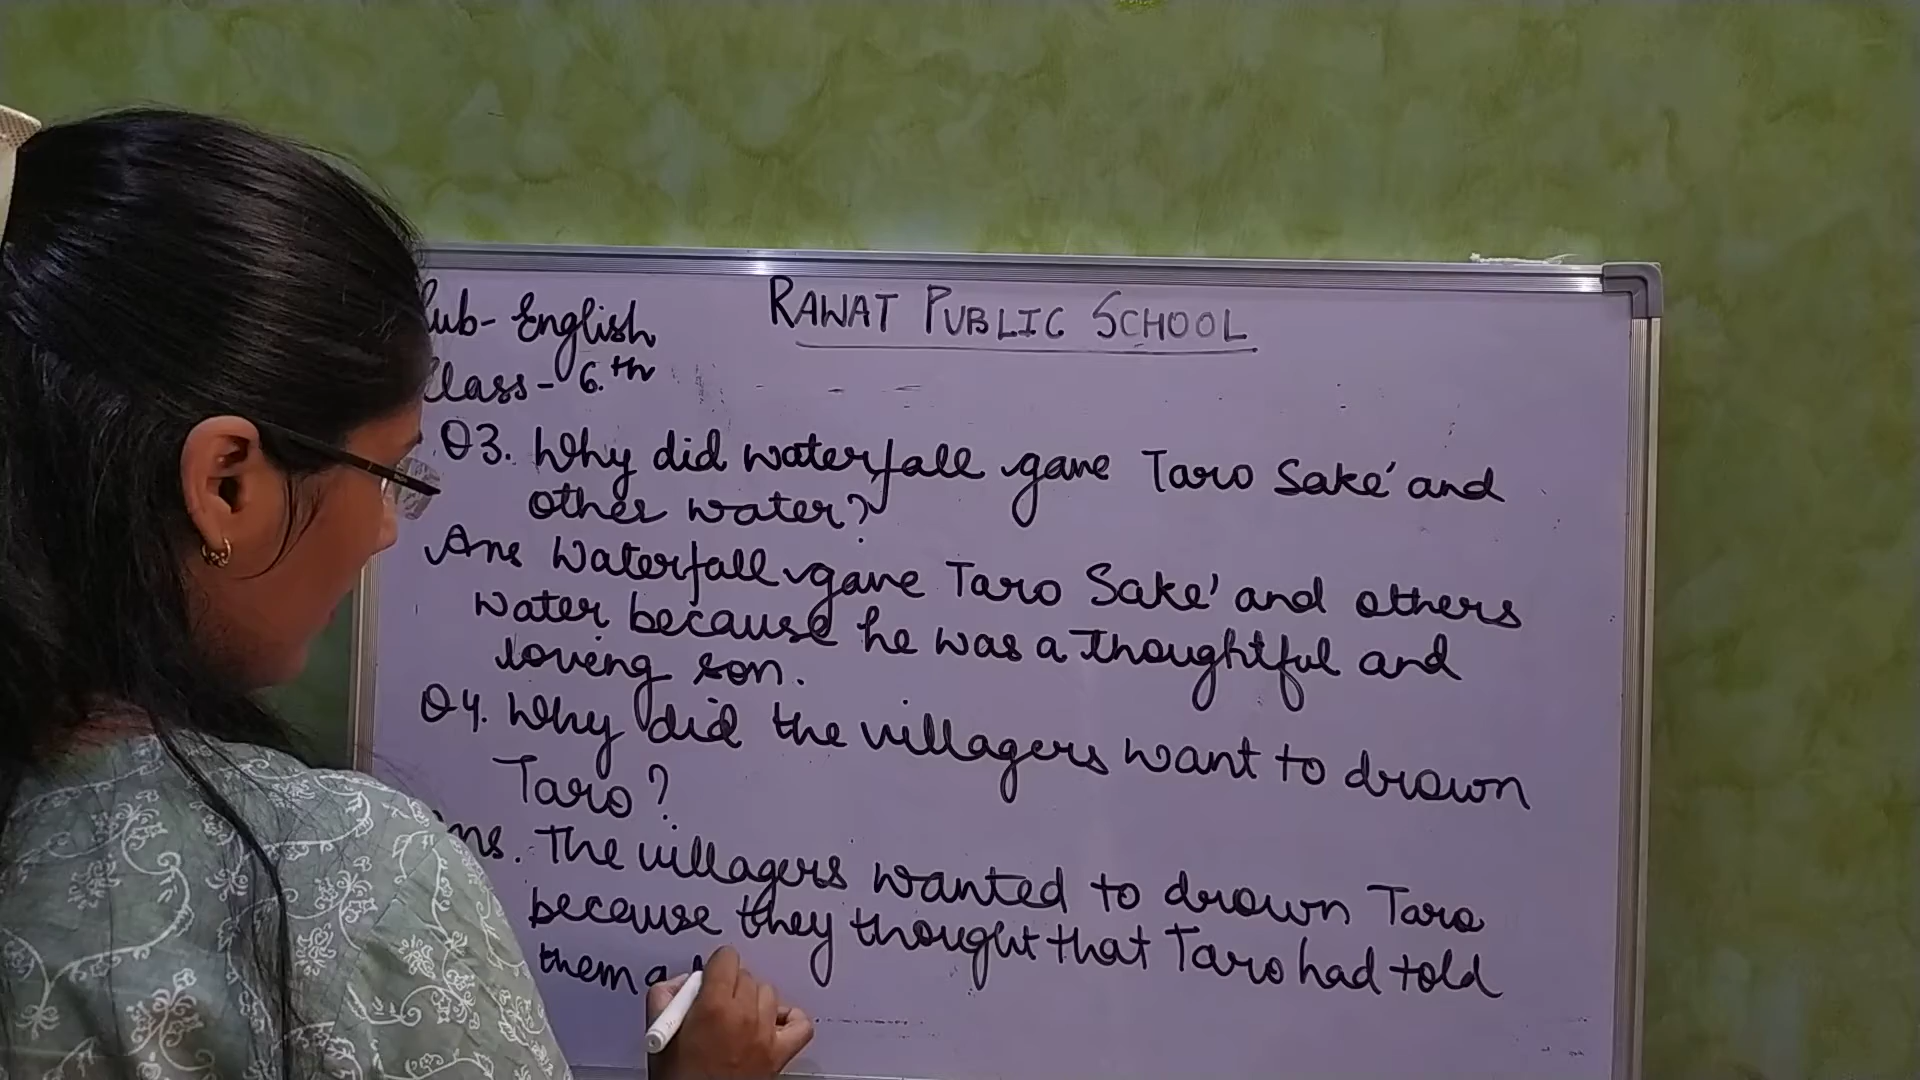 RAWAT PUBLIC SCHOOL
ub- English
lass- 6.th
Q3. Why did waterfall gave Taro Sake' and
other water?
Ans Waterfall gave Taro Sake' and others
water because he was a thoughtful and
loving son.
Q4. Why did the villagers want to drown
Taro?
ns. The villagers wanted to drown Taro
because they thought that Taro had told
them a